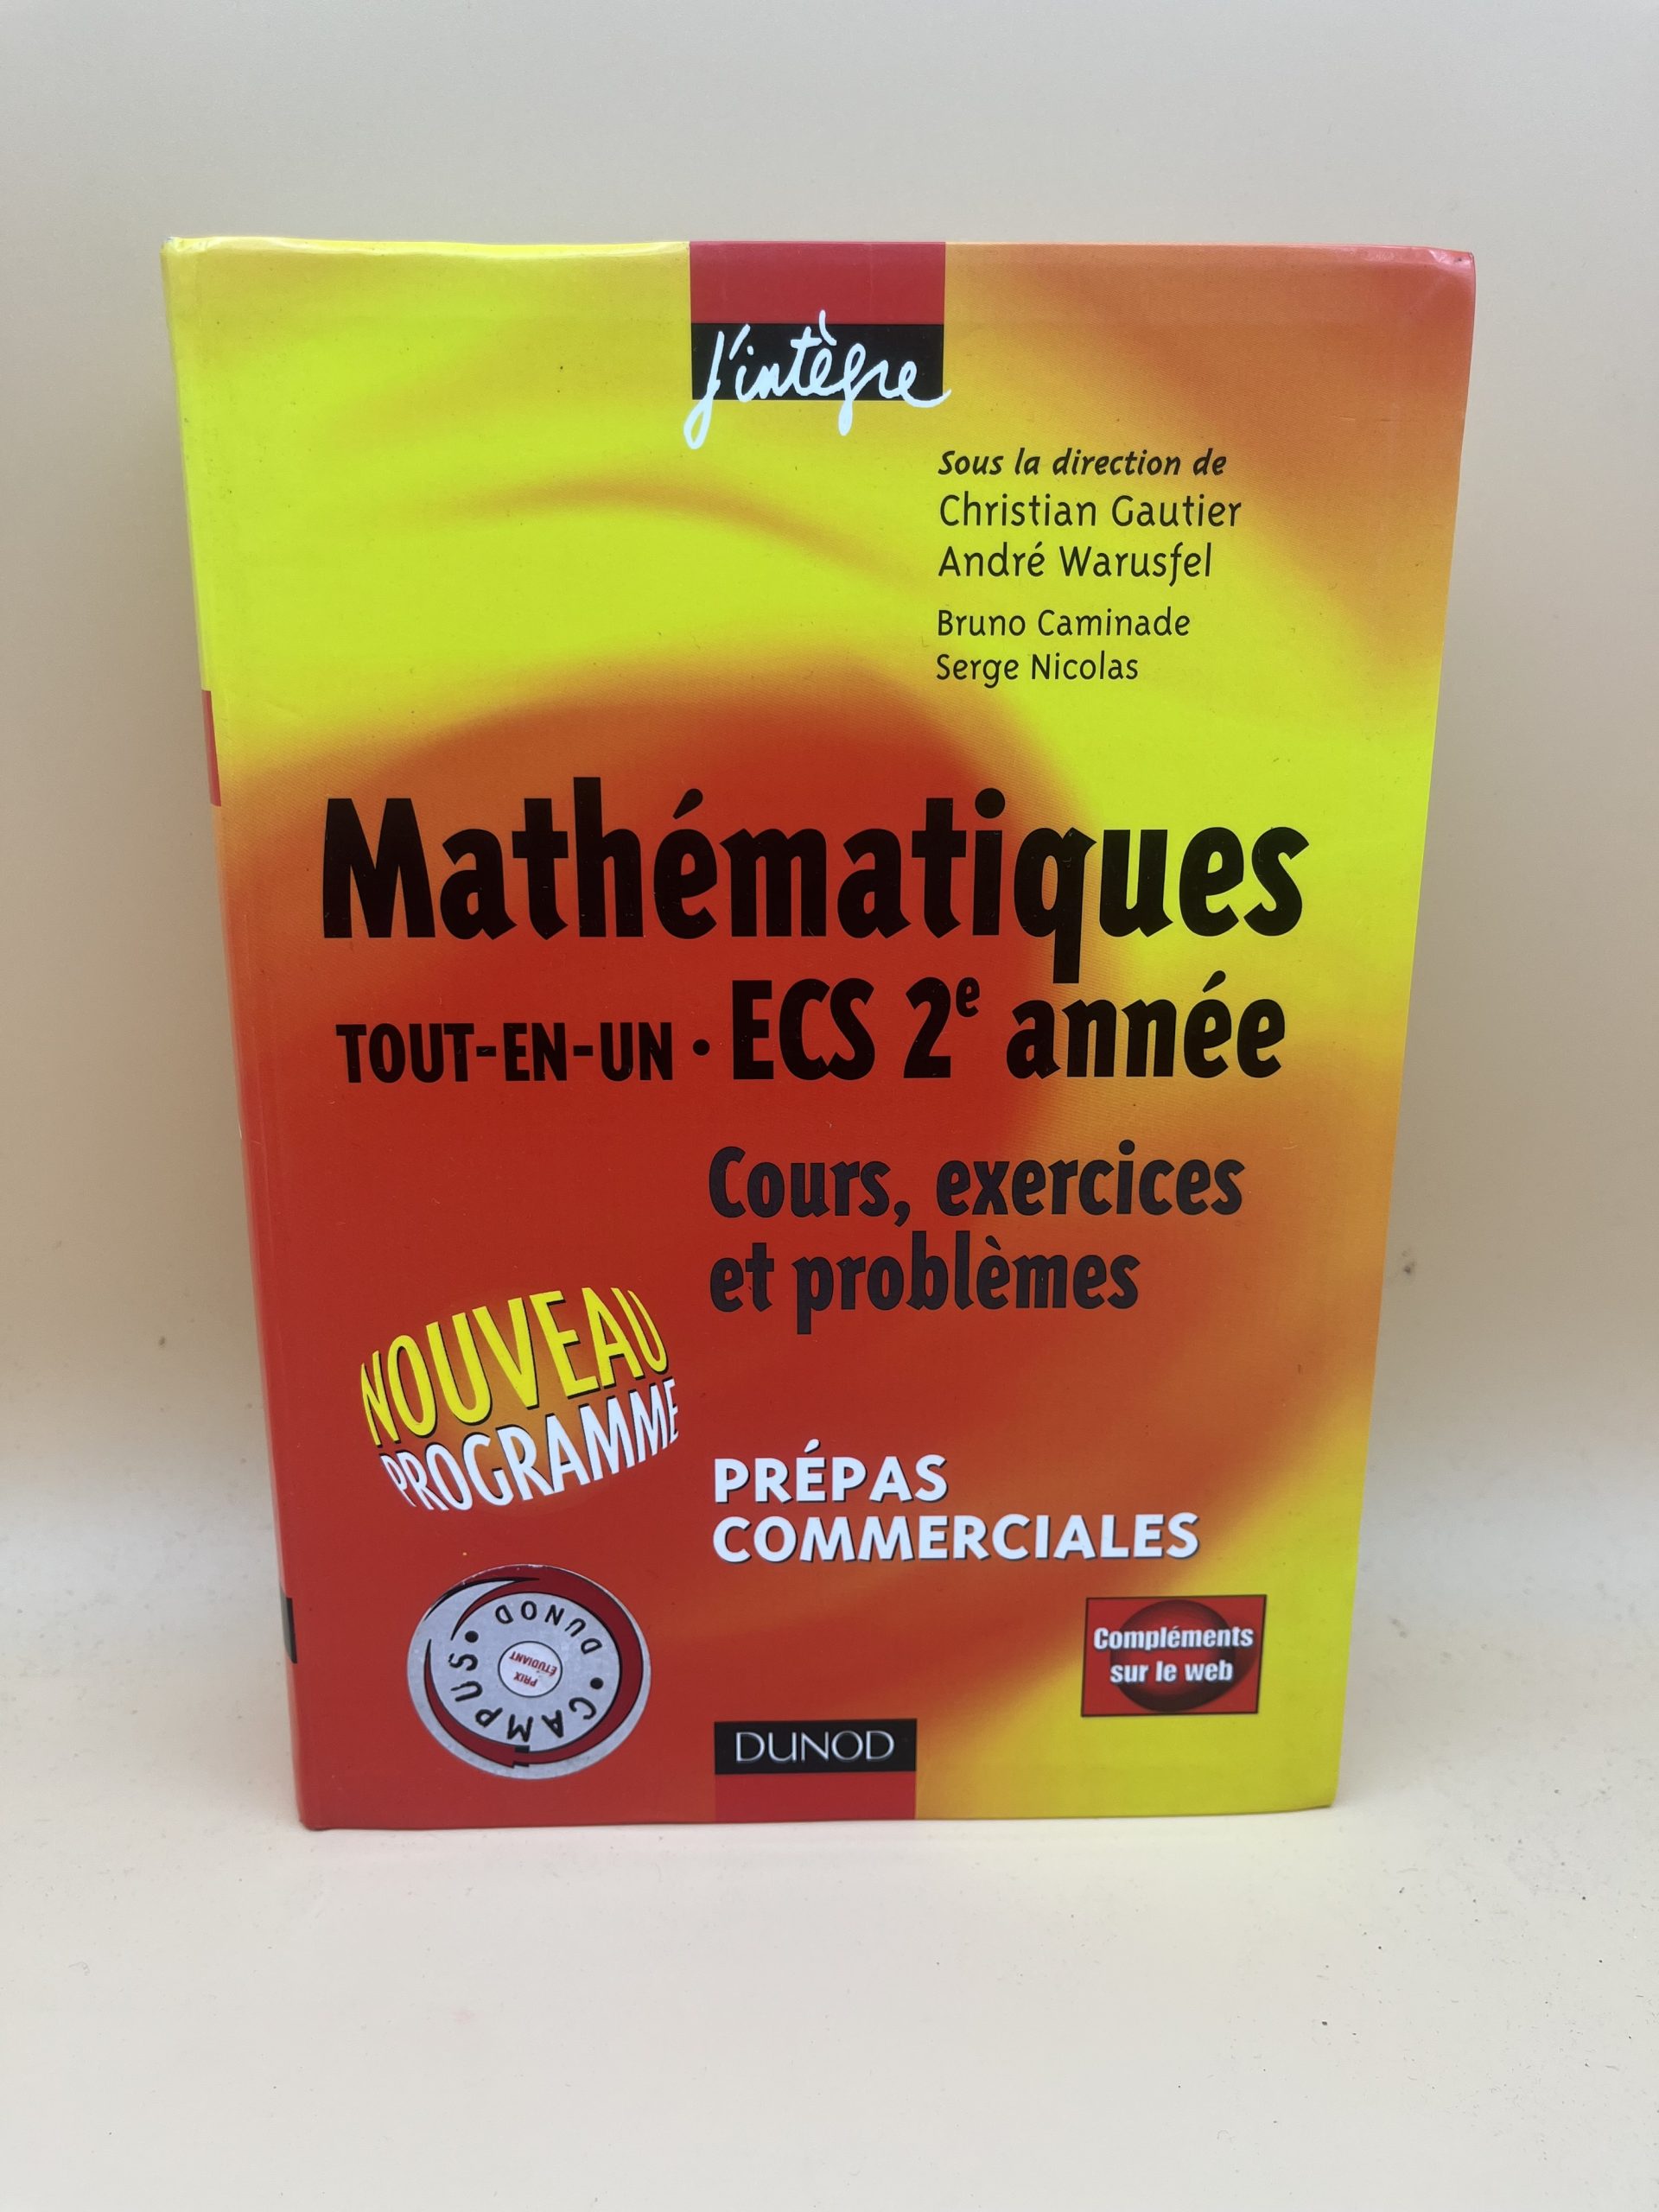 j'intègre
Sous la direction de
Christian Gautier
André Warusfel
Bruno Caminade
Serge Nicolas
Mathématiques
TOUT-EN-UN • ECS 2e année
Cours, exercices
et problèmes
NOUVEAU
PROGRAMME
PRÉPAS
COMMERCIALES
CAMPUS • DUNOD •
PRIX
ÉTUDIANT
Compléments
sur le web
DUNOD